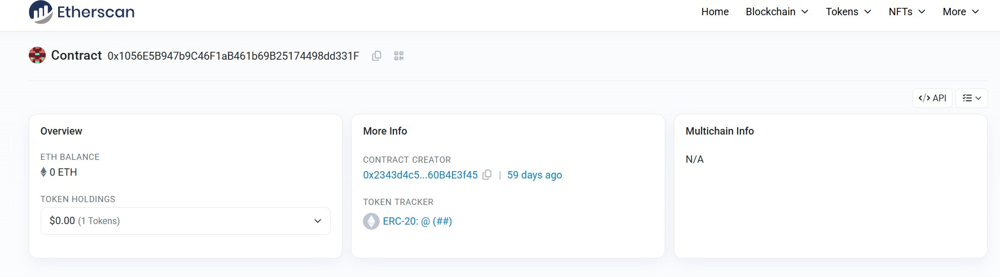 Etherscan
Home Blockchain Tokens NFTs More
Contract 0x1056E5B947b9C46F1aB461b69B25174498dd331F
</> API
Overview
ETH BALANCE
0 ETH
TOKEN HOLDINGS
$0.00 (1 Tokens)
More Info
CONTRACT CREATOR
0x2343d4c5...60B4E3f45 | 59 days ago
TOKEN TRACKER
ERC-20: @ (##)
Multichain Info
N/A